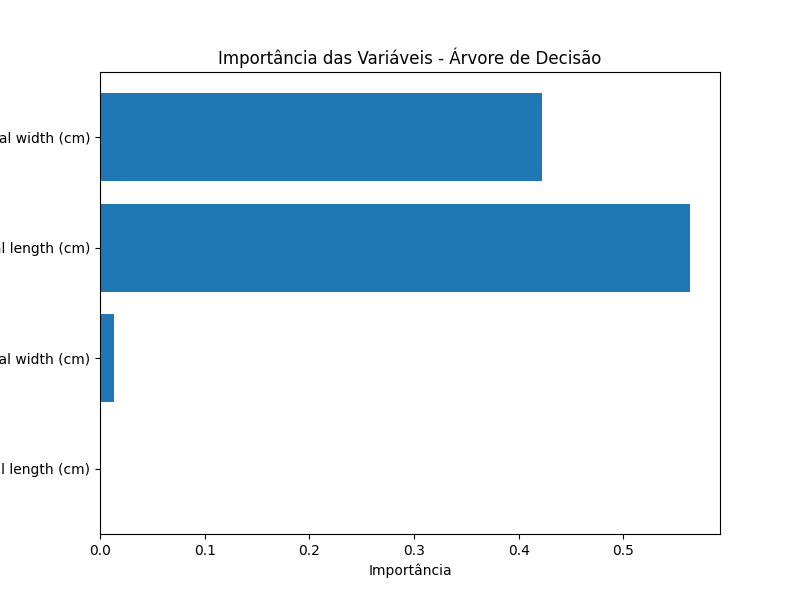 Importância das Variáveis - Árvore de Decisão
al width (cm)
l length (cm)
al width (cm)
l length (cm)
0.0 0.1 0.2 0.3 0.4 0.5
Importância